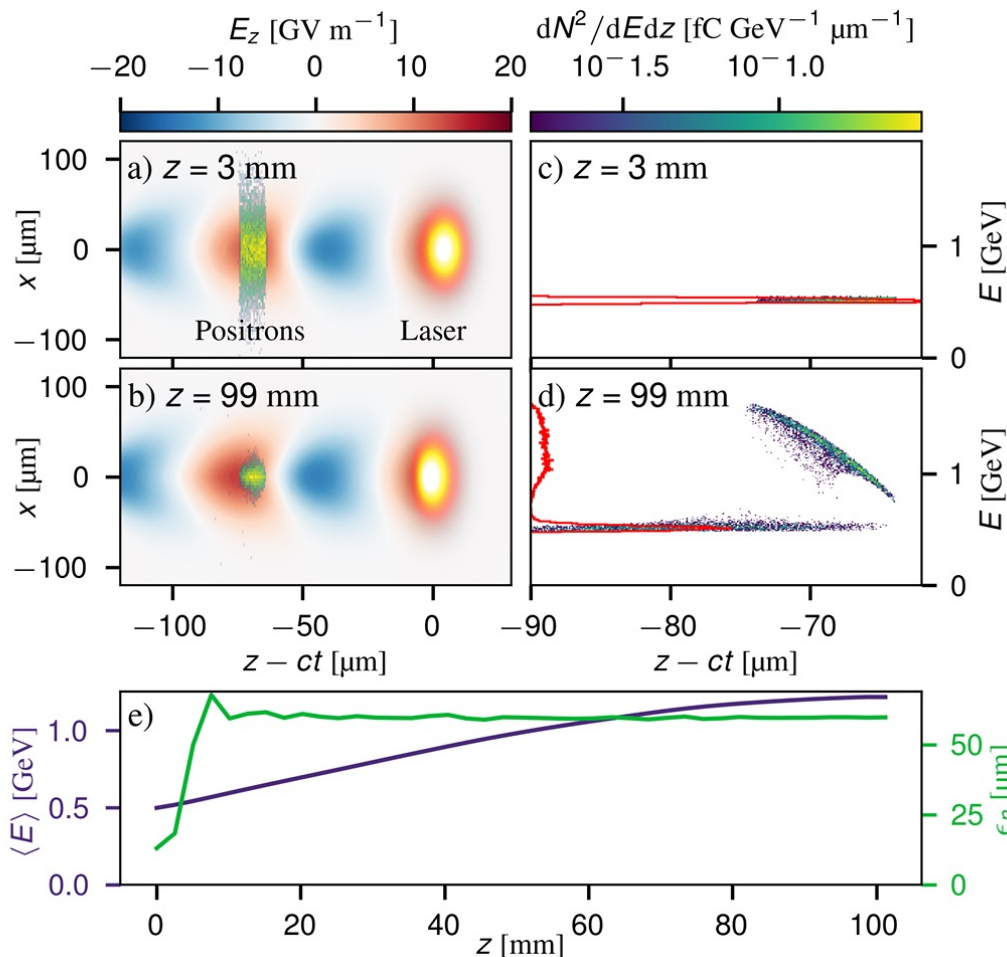 E_z [GV m⁻¹]
dN²/dEdz [fC GeV⁻¹ µm⁻¹]
−20 −10 0 10 20
10⁻1.5 10⁻1.0
a) z = 3 mm
c) z = 3 mm
100
0
−100
x [µm]
Positrons
Laser
1
0
E [GeV]
b) z = 99 mm
d) z = 99 mm
100
0
−100
x [µm]
1
0
E [GeV]
−100 −50 0
−90 −80 −70
z − ct [µm]
z − ct [µm]
e)
1.0
0.5
0.0
⟨E⟩ [GeV]
50
25
0
[µm]
0 20 40 60 80 100
z [mm]